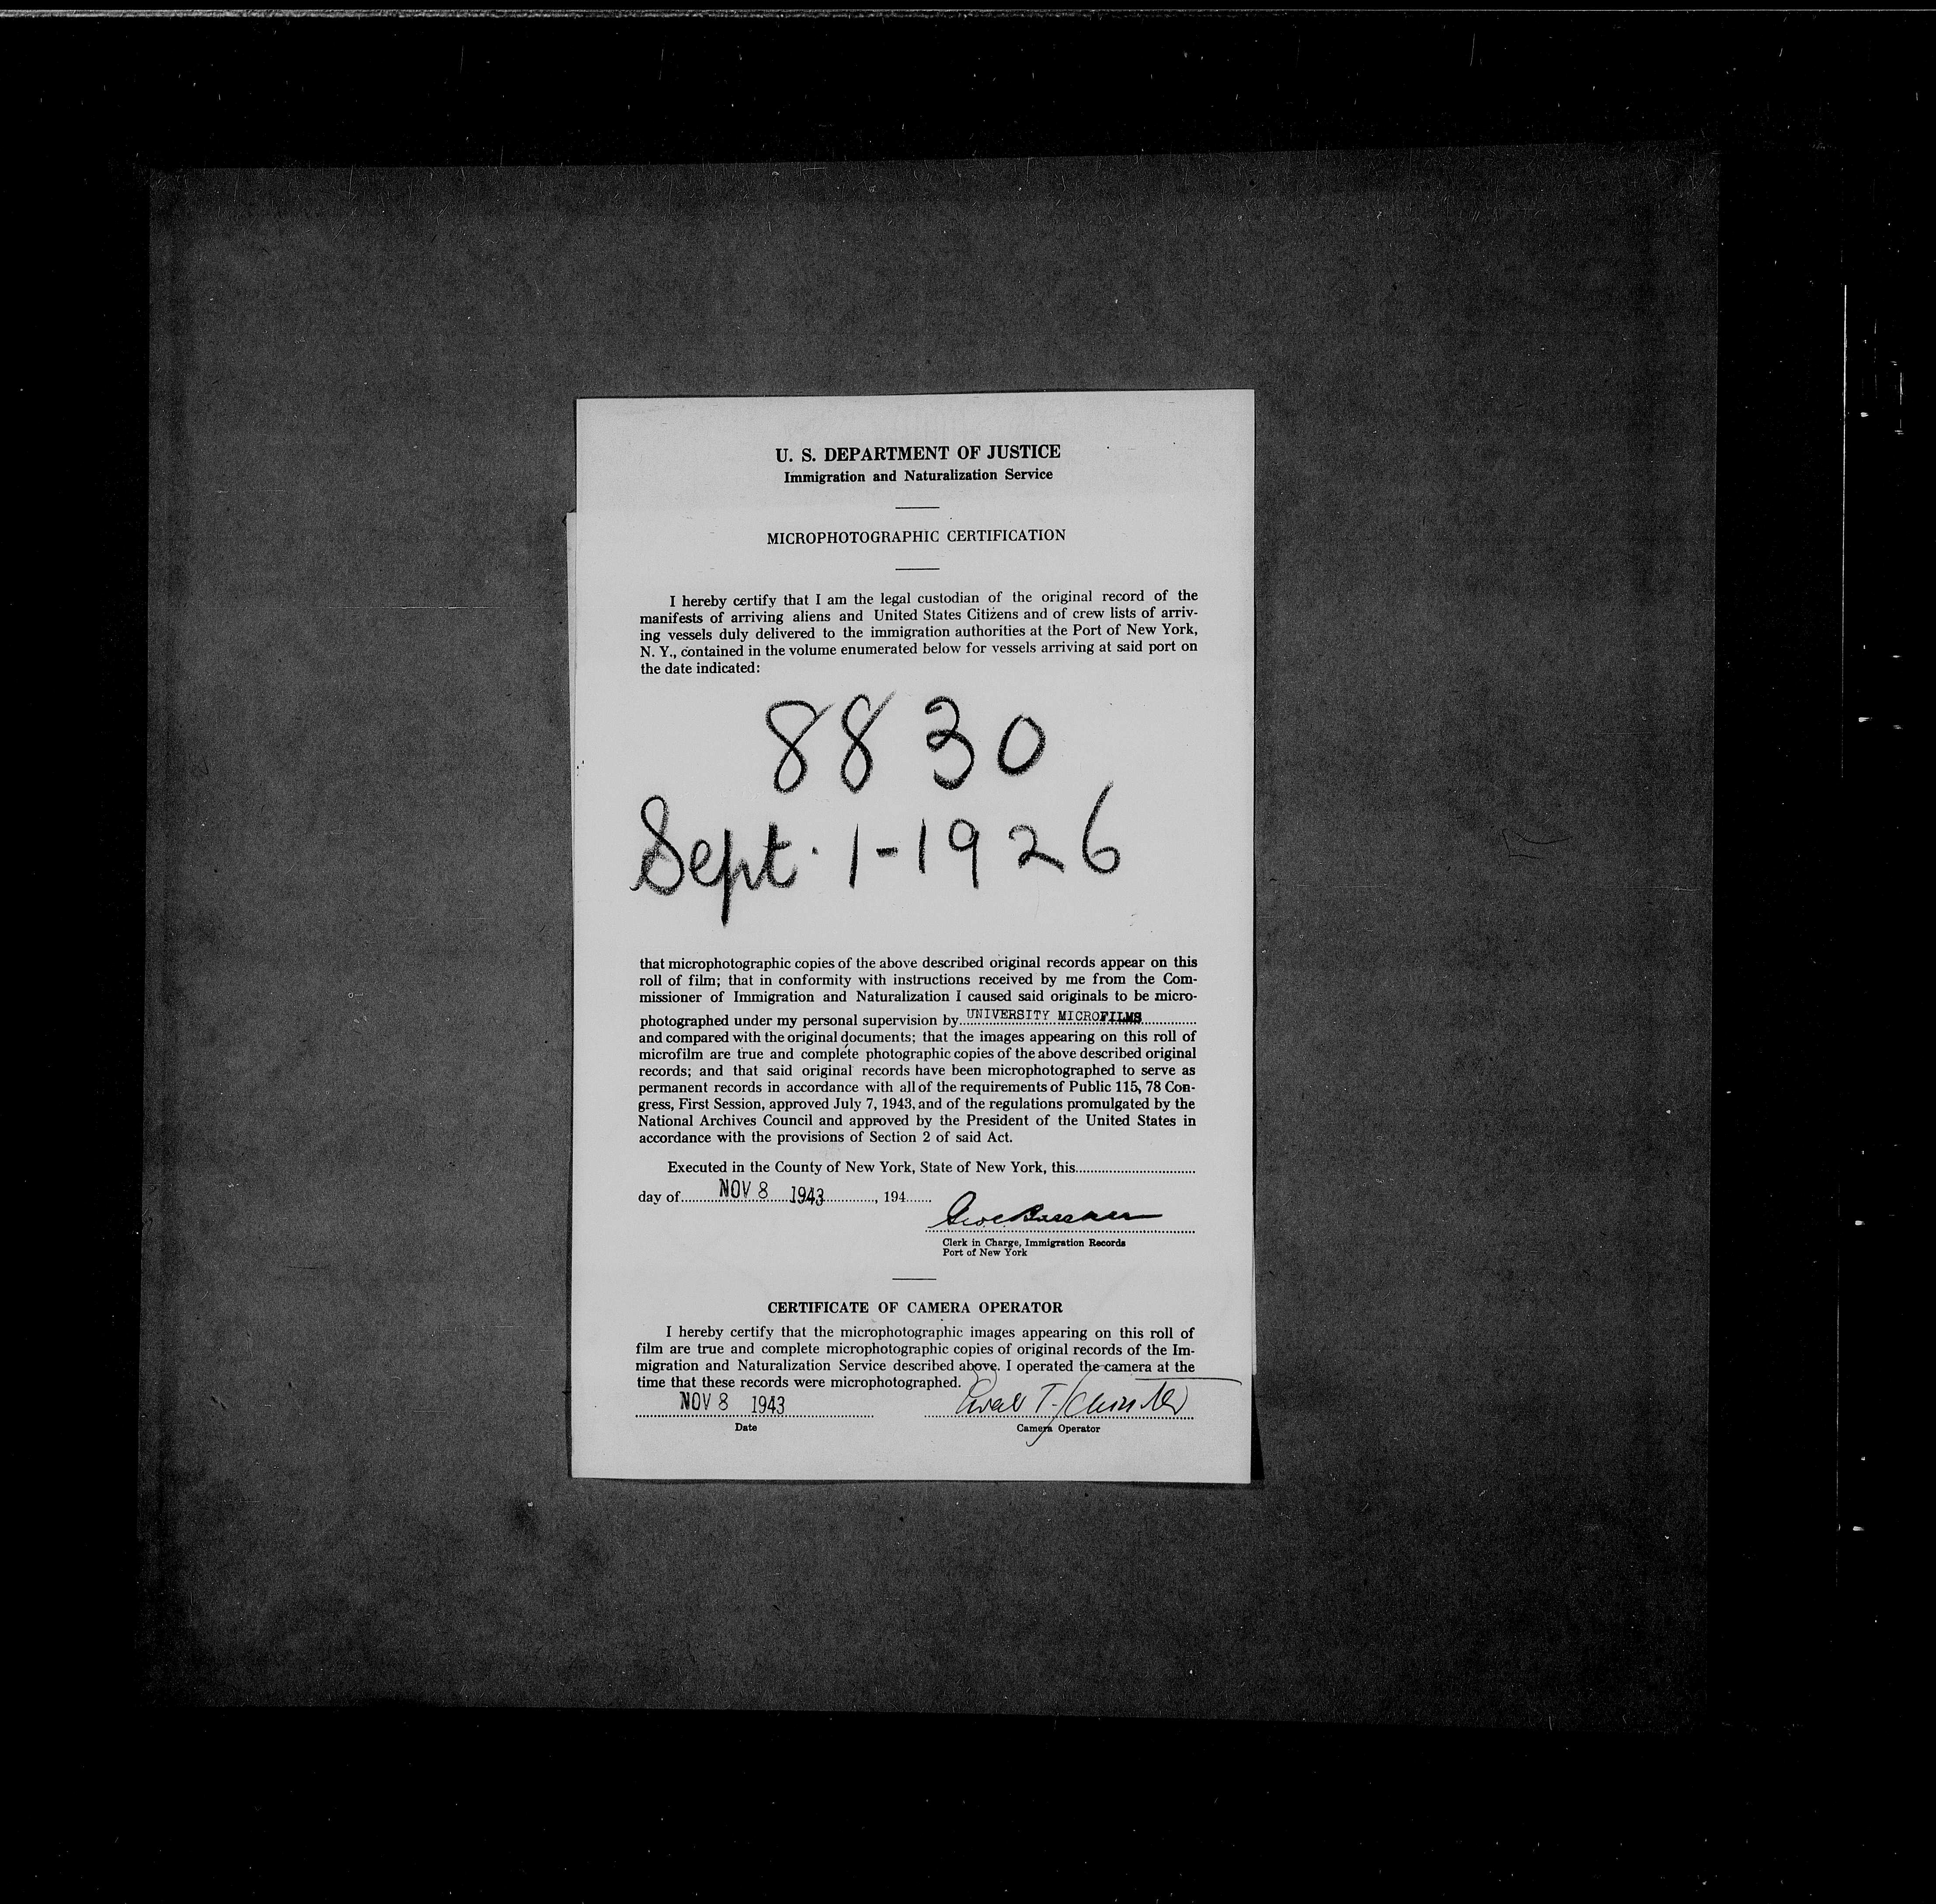 U. S. DEPARTMENT OF JUSTICE
Immigration and Naturalization Service
MICROPHOTOGRAPHIC CERTIFICATION
I hereby certify that I am the legal custodian of the original record of the
manifests of arriving aliens and United States Citizens and of crew lists of arriv-
ing vessels duly delivered to the immigration authorities at the Port of New York,
N. Y., contained in the volume enumerated below for vessels arriving at said port on
the date indicated:
8830
Sept. 1-1926
that microphotographic copies of the above described original records appear on this
roll of film; that in conformity with instructions received by me from the Com-
missioner of Immigration and Naturalization I caused said originals to be micro-
photographed under my personal supervision by UNIVERSITY MICROFILMS
and compared with the original documents; that the images appearing on this roll of
microfilm are true and complete photographic copies of the above described original
records; and that said original records have been microphotographed to serve as
permanent records in accordance with all of the requirements of Public 115, 78 Con-
gress, First Session, approved July 7, 1943, and of the regulations promulgated by the
National Archives Council and approved by the President of the United States in
accordance with the provisions of Section 2 of said Act.
Executed in the County of New York, State of New York, this
day of NOV 8 1943, 194
Clerk in Charge, Immigration Records
Port of New York
CERTIFICATE OF CAMERA OPERATOR
I hereby certify that the microphotographic images appearing on this roll of
film are true and complete microphotographic copies of original records of the Im-
migration and Naturalization Service described above. I operated the camera at the
time that these records were microphotographed.
NOV 8 1943
Date
Camera Operator